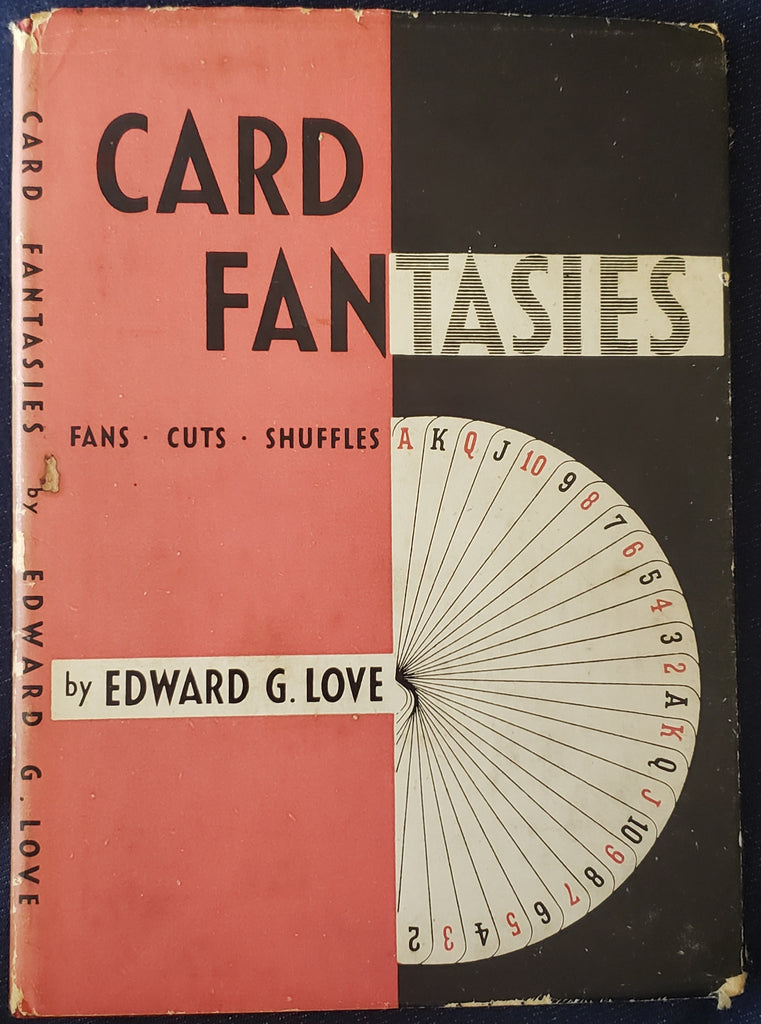 CARD FANTASIES by EDWARD G. LOVE
CARD
FANTASIES
FANS · CUTS · SHUFFLES
A K Q J 10 9 8 7 6 5 4 3 2 A K Q J 10 9 8 7 6 5 4 3 2
by EDWARD G. LOVE